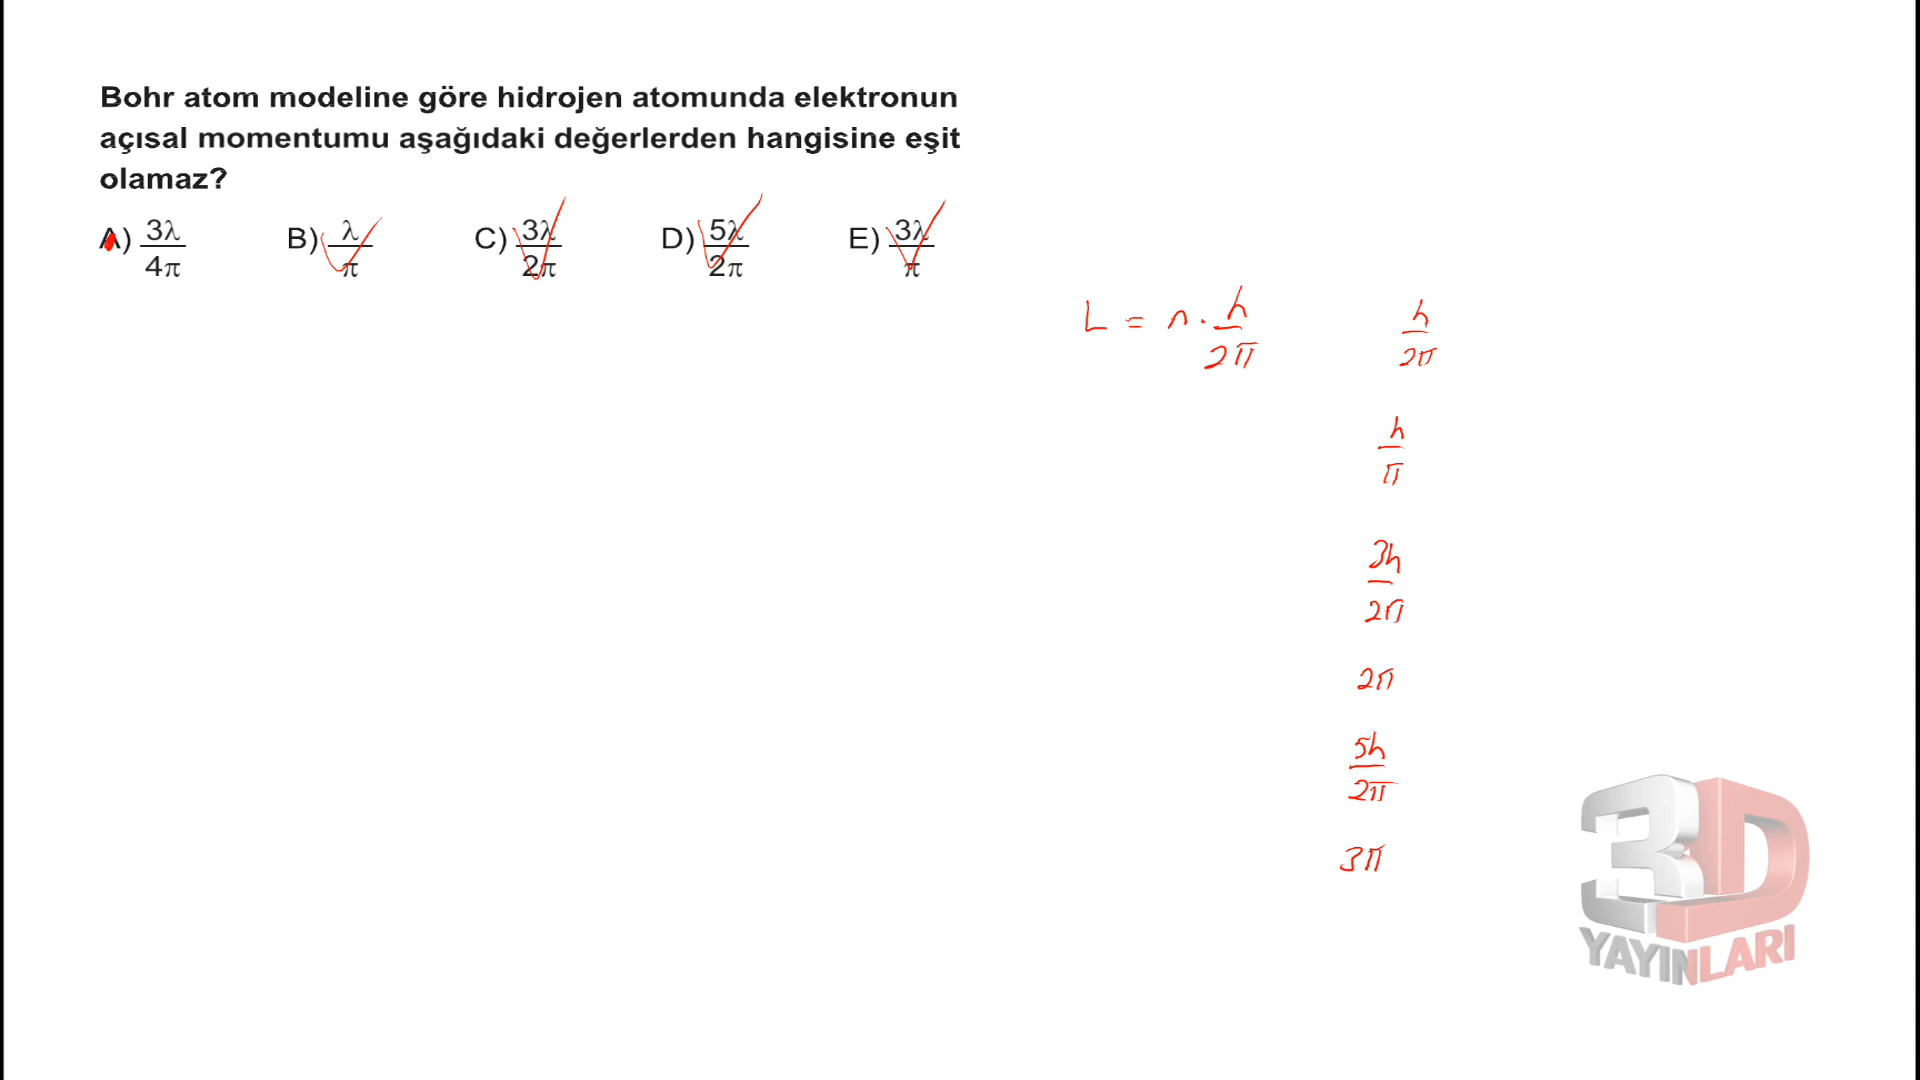 Bohr atom modeline göre hidrojen atomunda elektronun
açısal momentumu aşağıdaki değerlerden hangisine eşit
olamaz?
A) 3λ/4π B) λ/π C) 3λ/2π D) 5λ/2π E) 3λ/π
L = n · h/2π h/2π
h/π
3h/2π
2π
5h/2π
3π
3D
YAYINLARI